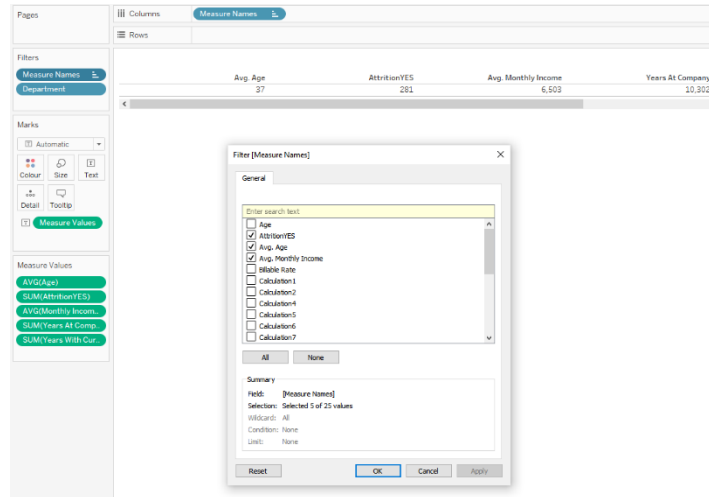 Pages
Columns
Measure Names
Rows
Filters
Measure Names
Department
Marks
Automatic
Colour Size Text
Detail Tooltip
Measure Values
Measure Values
AVG(Age)
SUM(AttritionYES)
AVG(Monthly Incom..
SUM(Years At Comp..
SUM(Years With Cur..
Avg. Age AttritionYES Avg. Monthly Income Years At Company
37 281 6,503 10,302
Filter [Measure Names]
General
Enter search text
Age
AttritionYES
Avg. Age
Avg. Monthly Income
Billable Rate
Calculation1
Calculation2
Calculation4
Calculation5
Calculation6
Calculation7
All None
Summary
Field: [Measure Names]
Selection: Selected 5 of 25 values
Wildcard: All
Condition: None
Limit: None
Reset OK Cancel Apply